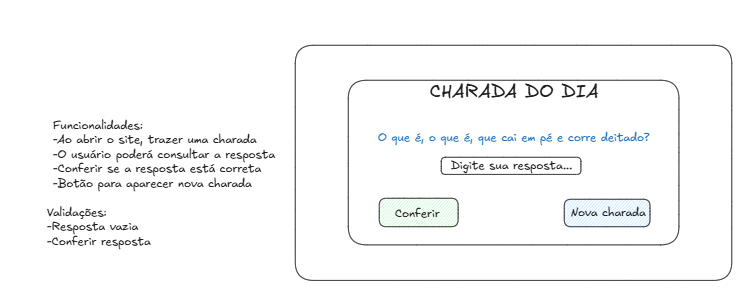 Funcionalidades:
-Ao abrir o site, trazer uma charada
-O usuário poderá consultar a resposta
-Conferir se a resposta está correta
-Botão para aparecer nova charada
Validações:
-Resposta vazia
-Conferir resposta
CHARADA DO DIA
O que é, o que é, que cai em pé e corre deitado?
Digite sua resposta...
Conferir
Nova charada